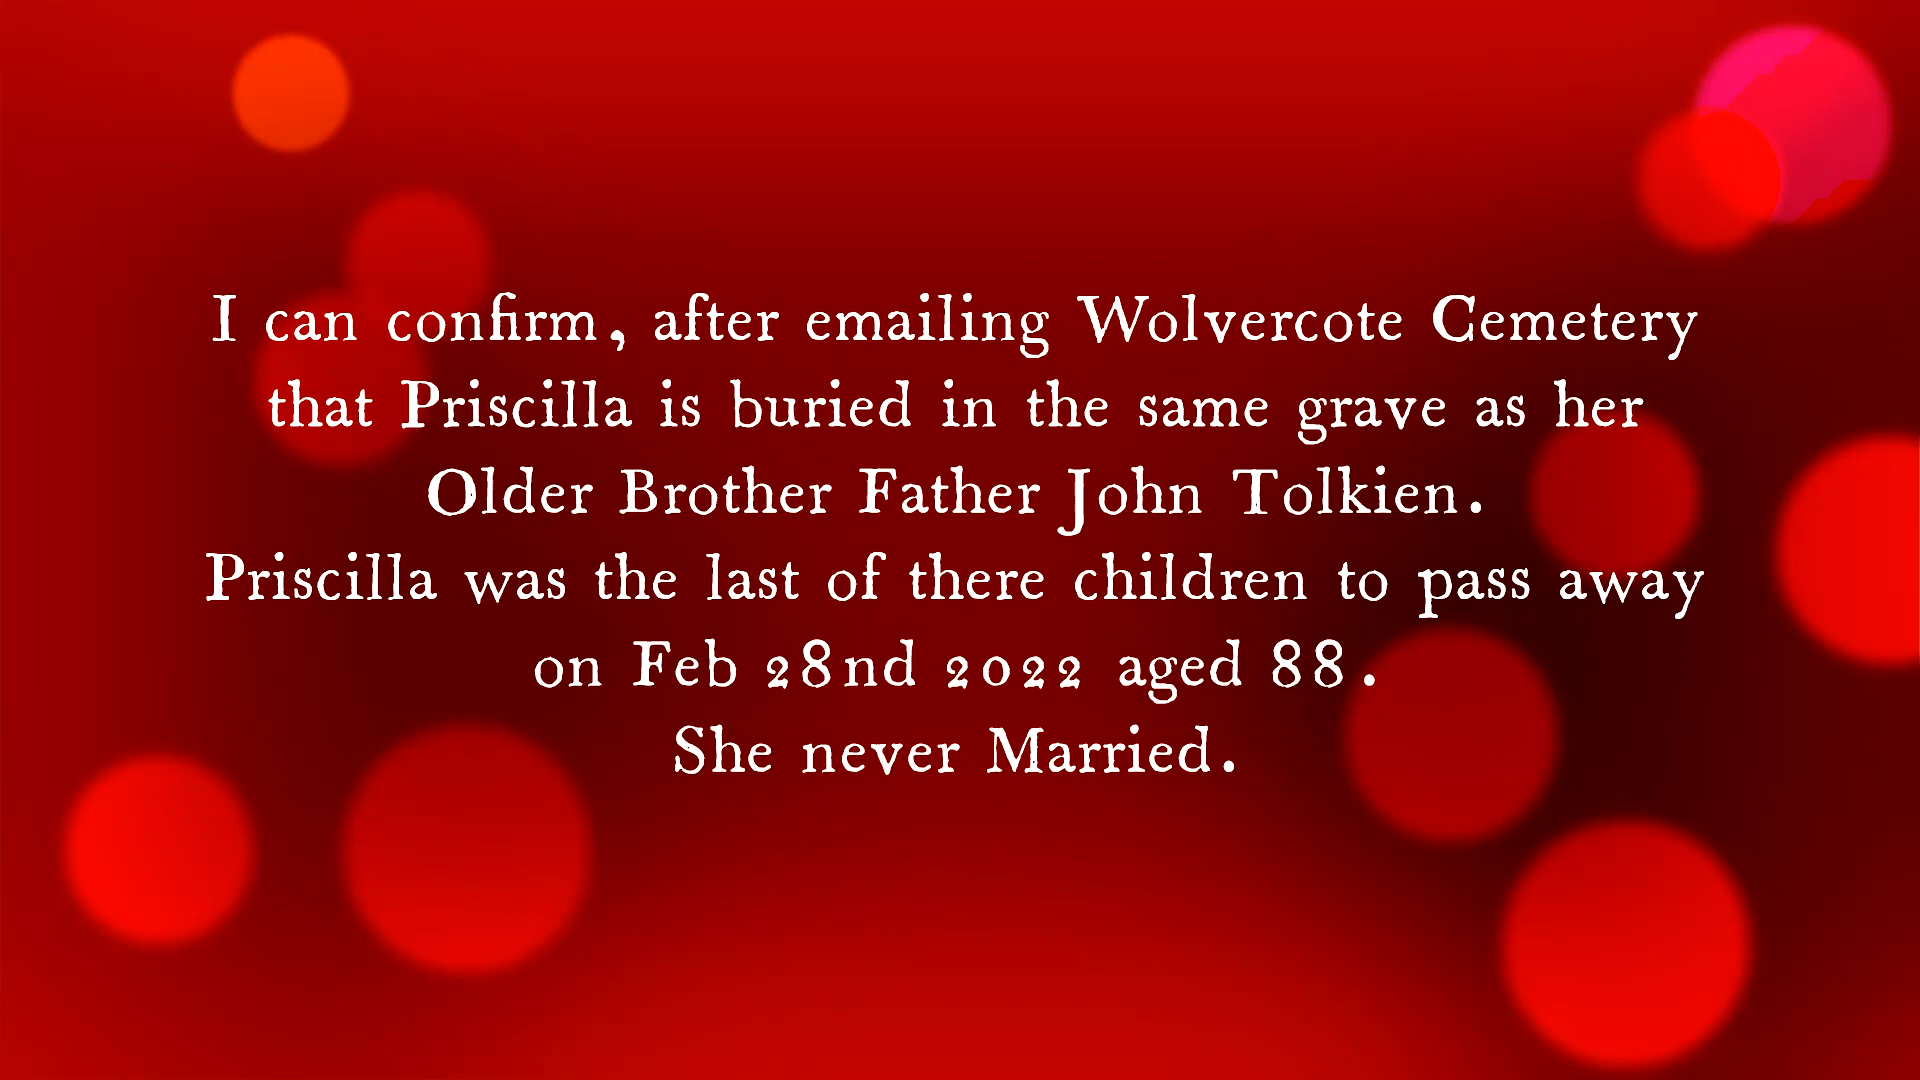 I can confirm, after emailing Wolvercote Cemetery
that Priscilla is buried in the same grave as her
Older Brother Father John Tolkien.
Priscilla was the last of there children to pass away
on Feb 28nd 2022 aged 88.
She never Married.